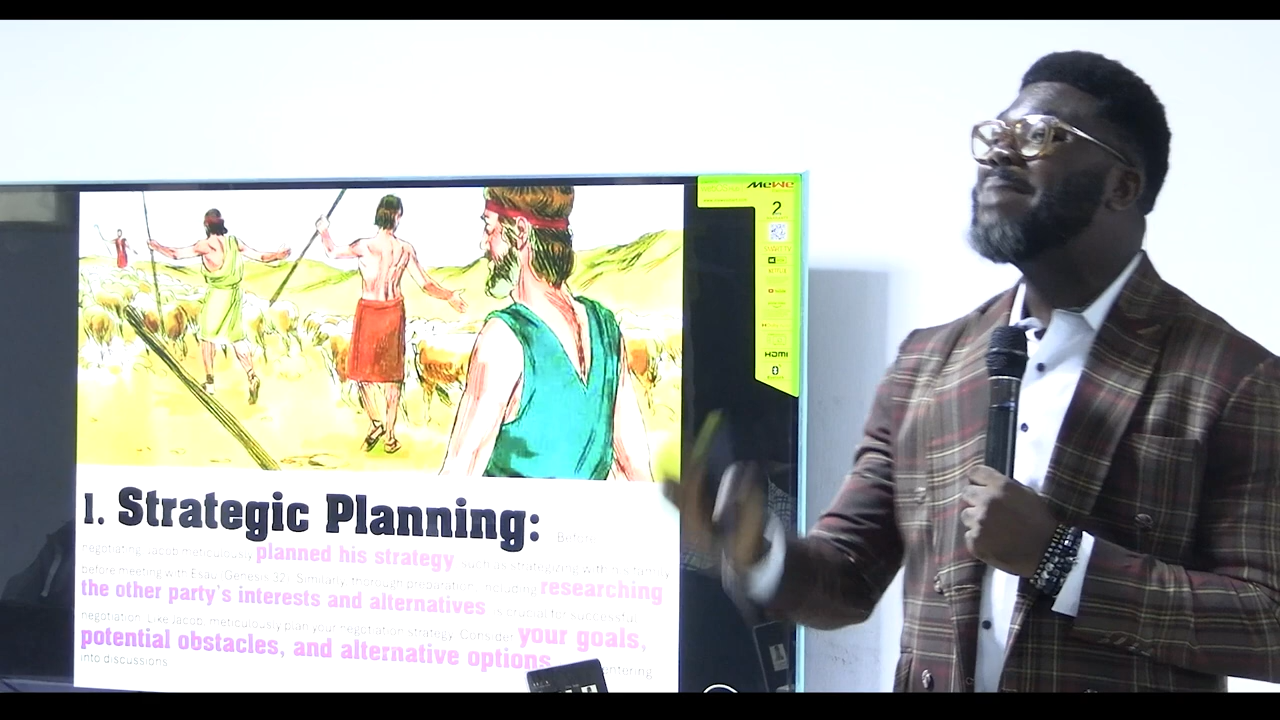 MeWe
2
HDMI
1. Strategic Planning: Before
negotiating, Jacob meticulously planned his strategy such as strategizing with his family
before meeting with Esau (Genesis 32). Similarly, thorough preparation, including researching
the other party's interests and alternatives is crucial for successful
negotiation. Like Jacob, meticulously plan your negotiation strategy. Consider your goals,
potential obstacles, and alternative options entering
into discussions